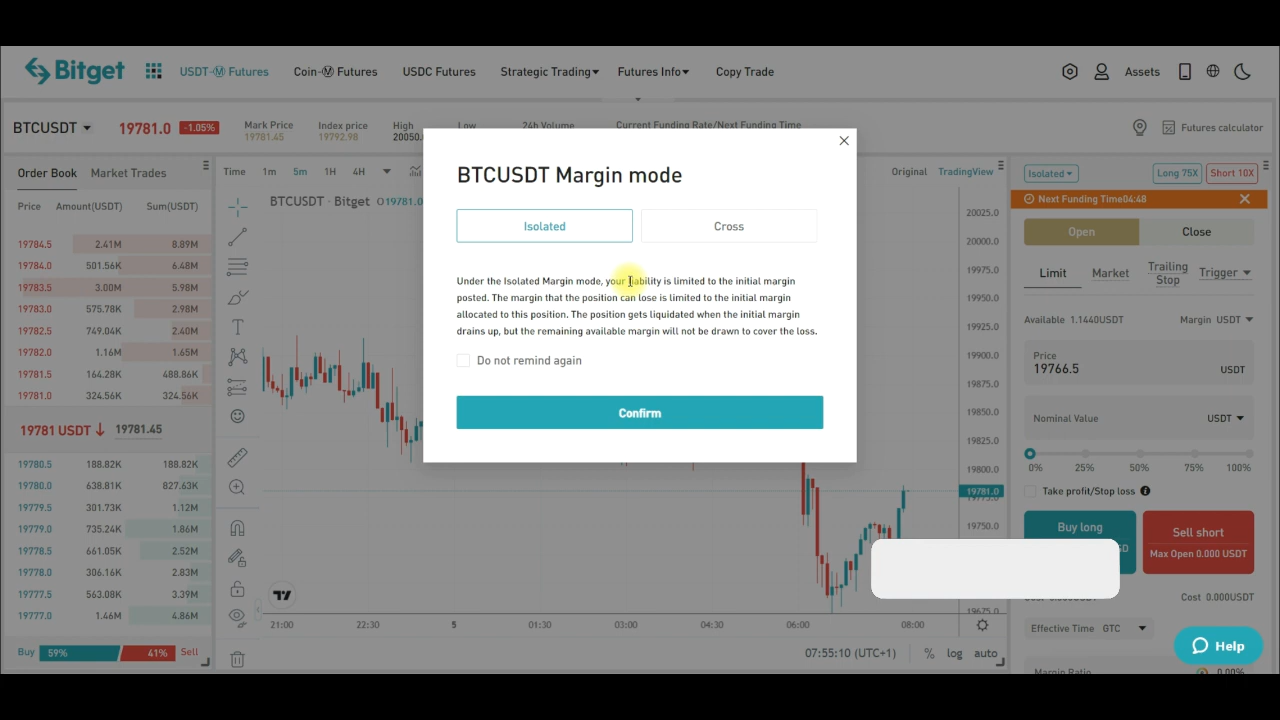 Bitget
USDT-Ⓜ Futures
Coin-Ⓜ Futures
USDC Futures
Strategic Trading
Futures Info
Copy Trade
Assets
BTCUSDT
19781.0
-1.05%
Mark Price
19781.45
Index price
19792.98
High
20050.
Low
24h Volume
Current Funding Rate/Next Funding Time
Futures calculator
Order Book
Market Trades
Price Amount(USDT) Sum(USDT)
19784.5 2.41M 8.89M
19784.0 501.56K 6.48M
19783.5 3.00M 5.98M
19783.0 575.78K 2.98M
19782.5 749.04K 2.40M
19782.0 1.16M 1.65M
19781.5 164.28K 488.86K
19781.0 324.56K 324.56K
19781 USDT↓ 19781.45
19780.5 188.82K 188.82K
19780.0 638.81K 827.63K
19779.5 301.73K 1.12M
19779.0 735.24K 1.86M
19778.5 661.05K 2.52M
19778.0 306.16K 2.83M
19777.5 563.08K 3.39M
19777.0 1.46M 4.86M
Buy 59% 41% Sell
Time 1m 5m 1H 4H
Original TradingView
BTCUSDT · Bitget O19781.0
BTCUSDT Margin mode
Isolated
Cross
Under the Isolated Margin mode, your liability is limited to the initial margin
posted. The margin that the position can lose is limited to the initial margin
allocated to this position. The position gets liquidated when the initial margin
drains up, but the remaining available margin will not be drawn to cover the loss.
Do not remind again
Confirm
20025.0
20000.0
19975.0
19950.0
19925.0
19900.0
19875.0
19850.0
19825.0
19800.0
19781.0
19750.0
19675.0
21:00 22:30 5 01:30 03:00 04:30 06:00 08:00
07:55:10 (UTC+1) % log auto
Isolated
Long 75X
Short 10X
Next Funding Time04:48
Open
Close
Limit
Market
Trailing
Stop
Trigger
Available 1.1440USDT
Margin USDT
Price
19766.5 USDT
Nominal Value USDT
0% 25% 50% 75% 100%
Take profit/Stop loss
Buy long
Sell short
Max Open 0.000 USDT
Cost 0.000USDT
Effective Time GTC
Help
Margin Ratio
0.00%